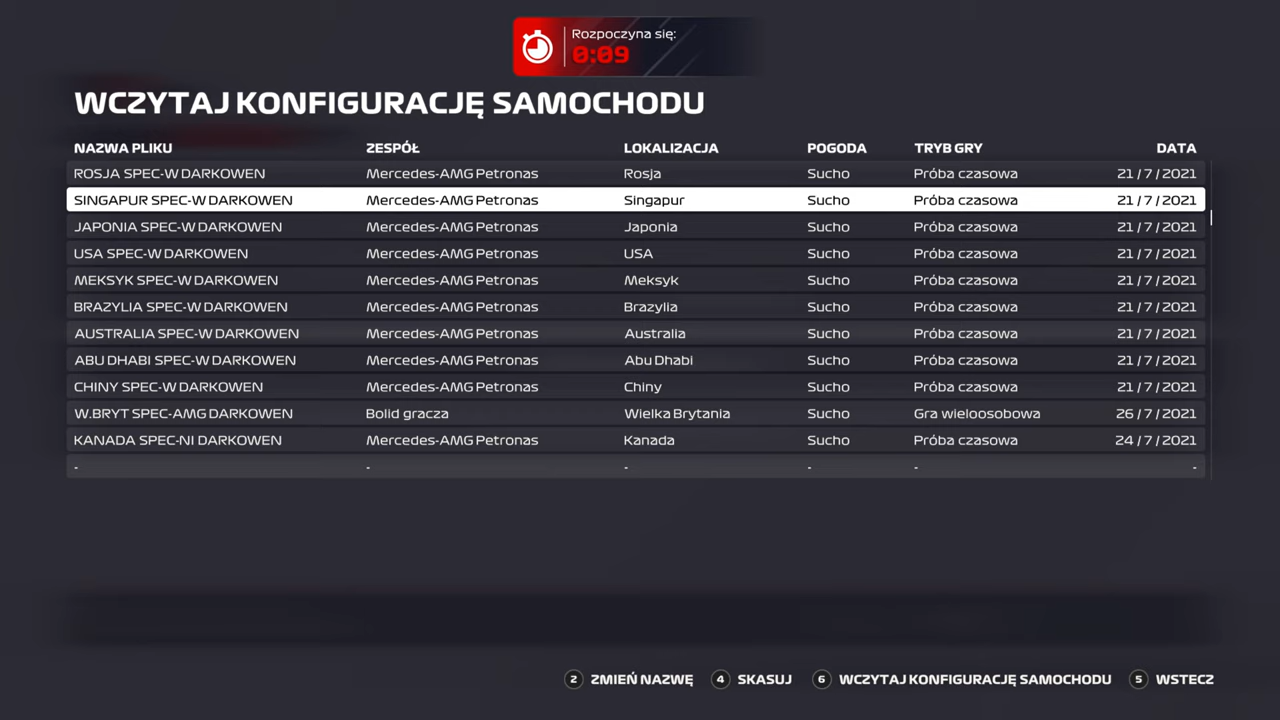 Rozpoczyna się:
0:09
WCZYTAJ KONFIGURACJĘ SAMOCHODU
NAZWA PLIKU ZESPÓŁ LOKALIZACJA POGODA TRYB GRY DATA
ROSJA SPEC-W DARKOWEN Mercedes-AMG Petronas Rosja Sucho Próba czasowa 21 / 7 / 2021
SINGAPUR SPEC-W DARKOWEN Mercedes-AMG Petronas Singapur Sucho Próba czasowa 21 / 7 / 2021
JAPONIA SPEC-W DARKOWEN Mercedes-AMG Petronas Japonia Sucho Próba czasowa 21 / 7 / 2021
USA SPEC-W DARKOWEN Mercedes-AMG Petronas USA Sucho Próba czasowa 21 / 7 / 2021
MEKSYK SPEC-W DARKOWEN Mercedes-AMG Petronas Meksyk Sucho Próba czasowa 21 / 7 / 2021
BRAZYLIA SPEC-W DARKOWEN Mercedes-AMG Petronas Brazylia Sucho Próba czasowa 21 / 7 / 2021
AUSTRALIA SPEC-W DARKOWEN Mercedes-AMG Petronas Australia Sucho Próba czasowa 21 / 7 / 2021
ABU DHABI SPEC-W DARKOWEN Mercedes-AMG Petronas Abu Dhabi Sucho Próba czasowa 21 / 7 / 2021
CHINY SPEC-W DARKOWEN Mercedes-AMG Petronas Chiny Sucho Próba czasowa 21 / 7 / 2021
W.BRYT SPEC-AMG DARKOWEN Bolid gracza Wielka Brytania Sucho Gra wieloosobowa 26 / 7 / 2021
KANADA SPEC-NI DARKOWEN Mercedes-AMG Petronas Kanada Sucho Próba czasowa 24 / 7 / 2021
- - - - - -
2 ZMIEŃ NAZWĘ 4 SKASUJ 6 WCZYTAJ KONFIGURACJĘ SAMOCHODU 5 WSTECZ